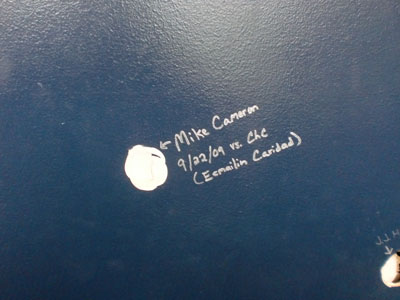 Mike Cameron
9/22/09 vs. Chc
(Esmailin Caridad)